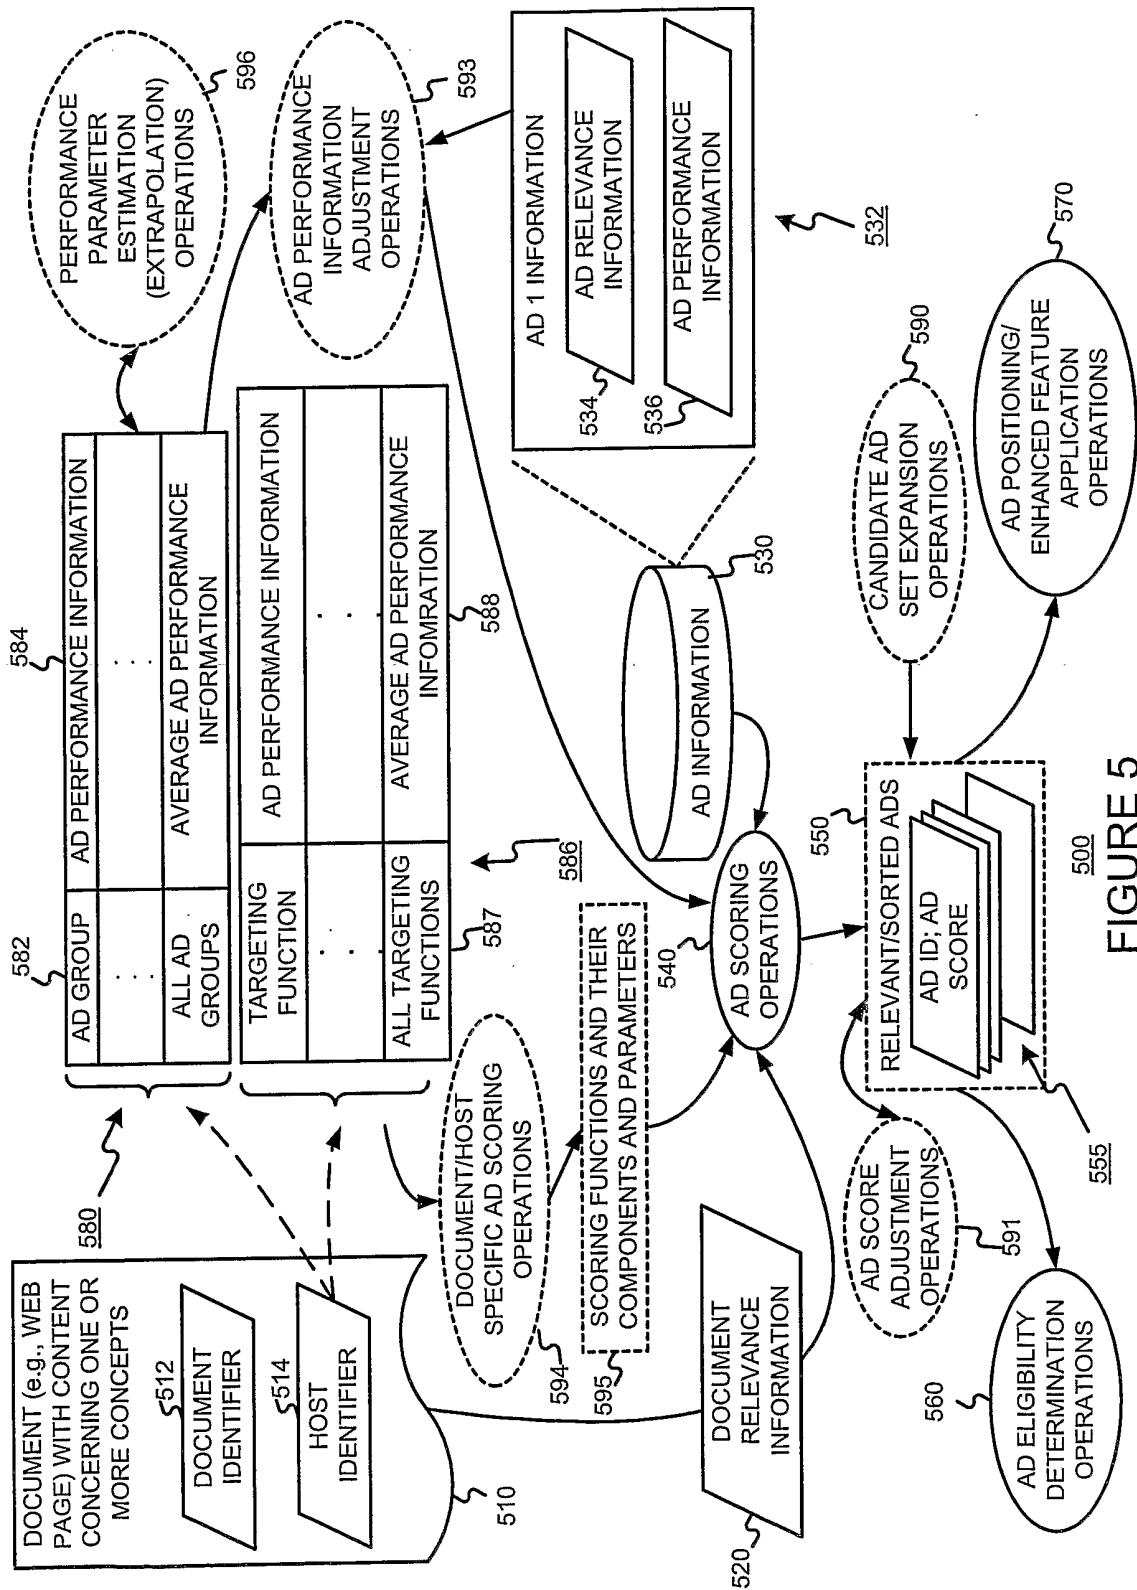 DOCUMENT (e.g., WEB
PAGE) WITH CONTENT
CONCERNING ONE OR
MORE CONCEPTS
512
DOCUMENT
IDENTIFIER
514
HOST
IDENTIFIER
510
580
582
584
AD GROUP
AD PERFORMANCE INFORMATION
. . .
. . .
ALL AD
GROUPS
AVERAGE AD PERFORMANCE
INFORMATION
TARGETING
FUNCTION
AD PERFORMANCE INFORMATION
. . .
. . .
ALL TARGETING
FUNCTIONS
AVERAGE AD PERFORMANCE
INFOMRATION
587
586
588
PERFORMANCE
PARAMETER
ESTIMATION
(EXTRAPOLATION)
OPERATIONS
596
AD PERFORMANCE
INFORMATION
ADJUSTMENT
OPERATIONS
593
DOCUMENT/HOST
SPECIFIC AD SCORING
OPERATIONS
594
SCORING FUNCTIONS AND THEIR
COMPONENTS AND PARAMETERS
595
AD 1 INFORMATION
534
AD RELEVANCE
INFORMATION
536
AD PERFORMANCE
INFORMATION
532
AD INFORMATION
530
540
AD SCORING
OPERATIONS
DOCUMENT
RELEVANCE
INFORMATION
520
550
RELEVANT/SORTED ADS
AD ID; AD
SCORE
555
CANDIDATE AD
SET EXPANSION
OPERATIONS
590
AD SCORE
ADJUSTMENT
OPERATIONS
591
560
AD ELIGIBILITY
DETERMINATION
OPERATIONS
AD POSITIONING/
ENHANCED FEATURE
APPLICATION
OPERATIONS
570
500
FIGURE 5